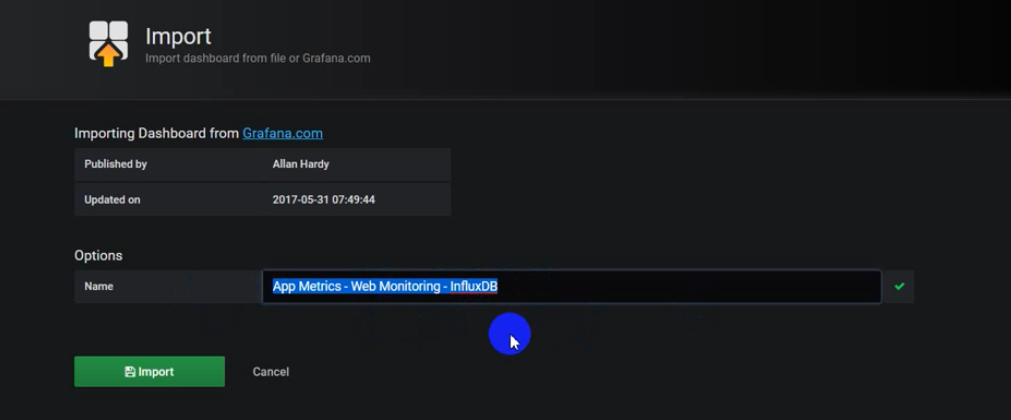 Import
Import dashboard from file or Grafana.com
Importing Dashboard from Grafana.com
Published by Allan Hardy
Updated on 2017-05-31 07:49:44
Options
Name App Metrics - Web Monitoring - InfluxDB
Import Cancel